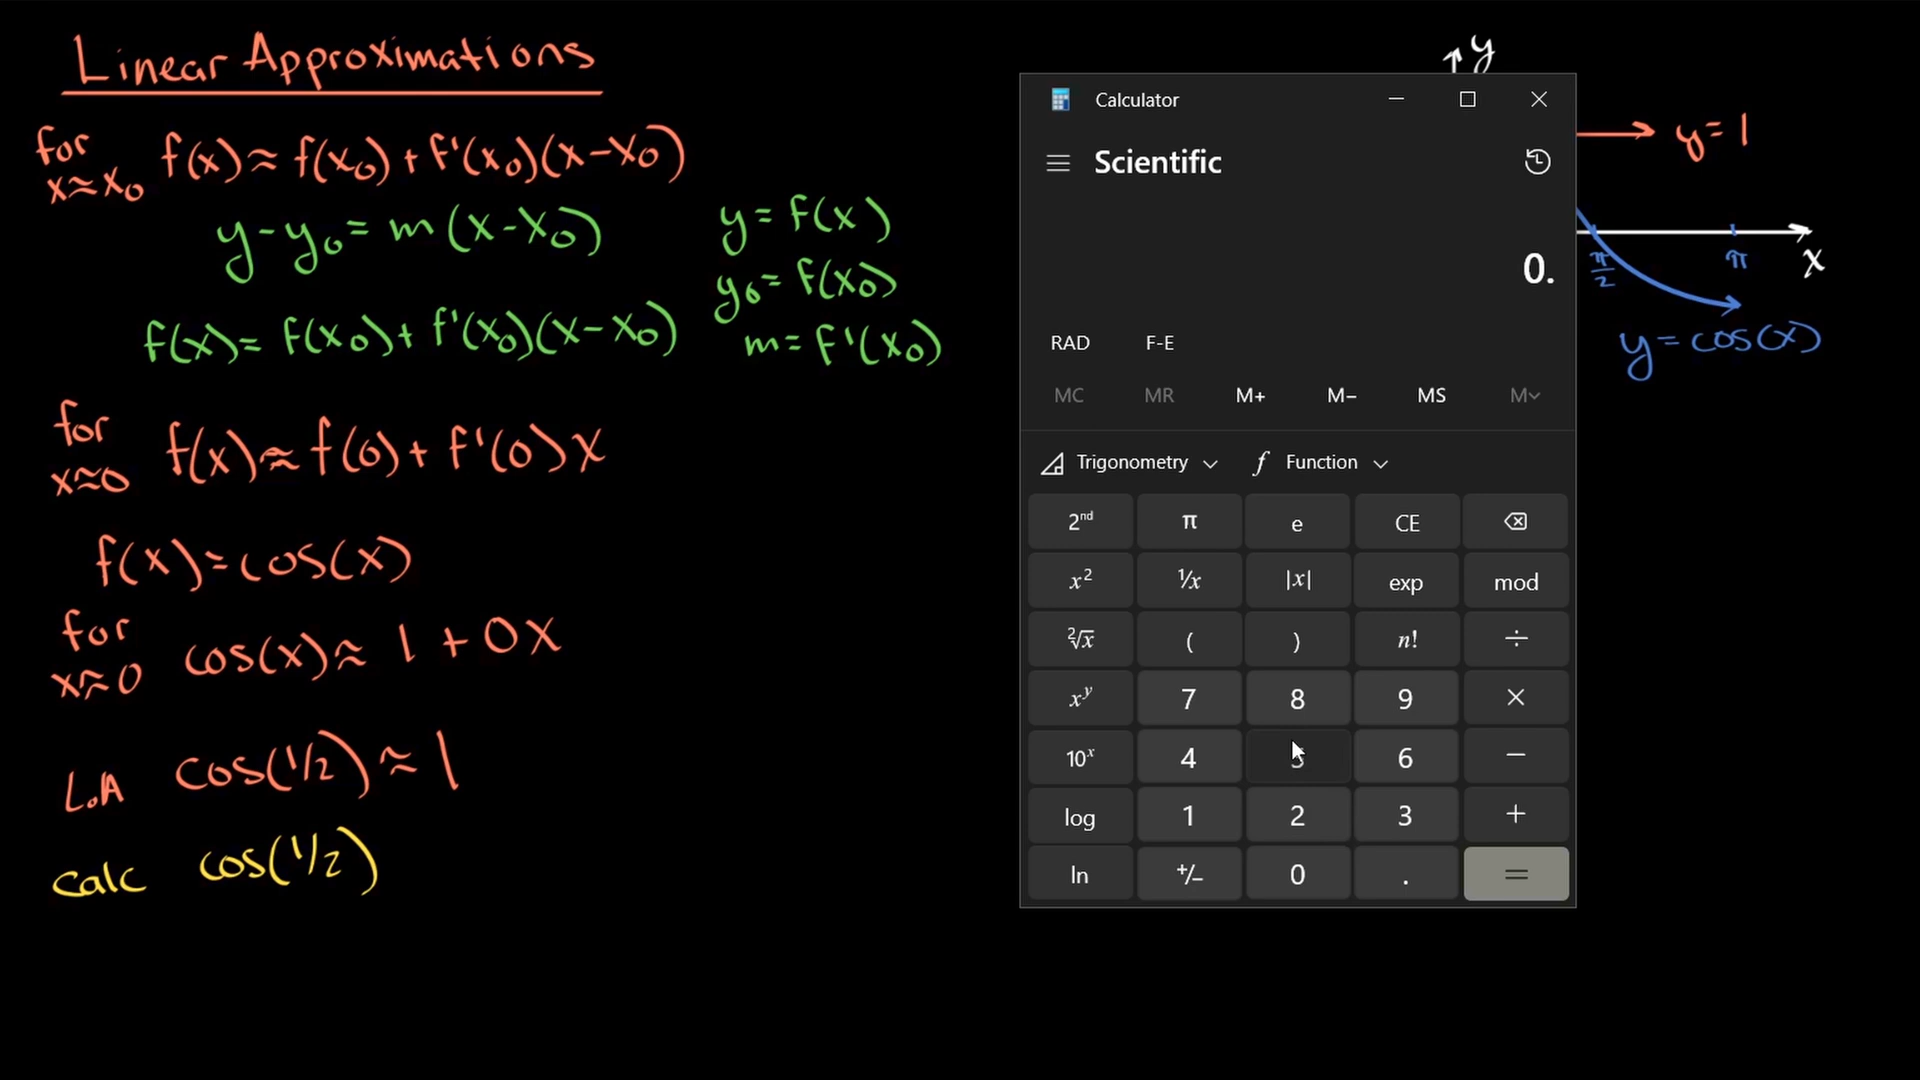 Linear Approximations
for x≈x₀ f(x)≈f(x₀)+f'(x₀)(x-x₀)
y-y₀=m(x-x₀)
f(x)=f(x₀)+f'(x₀)(x-x₀)
y=f(x)
y₀=f(x₀)
m=f'(x₀)
for x≈0 f(x)≈f(0)+f'(0)x
f(x)=cos(x)
for x≈0 cos(x)≈1+0x
L.A cos(1/2)≈1
calc cos(1/2)
Calculator
Scientific
0.
RAD F-E
MC MR M+ M− MS M
Trigonometry f Function
2ⁿᵈ π e CE
x² ¹⁄x |x| exp mod
²√x ( ) n! ÷
xʸ 7 8 9 ×
10ˣ 4 5 6 −
log 1 2 3 +
ln +/− 0 . =
y
y=1
π/2 π x
y=cos(x)